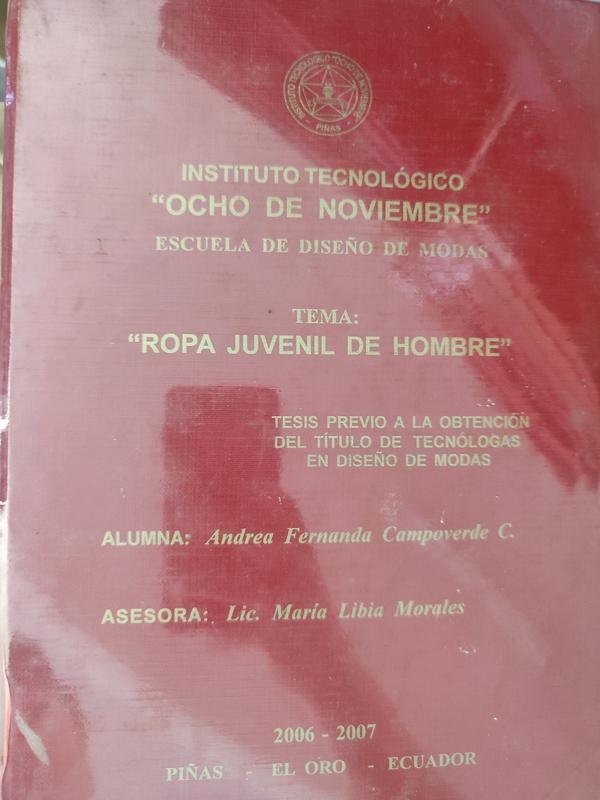 INSTITUTO TECNOLÓGICO "OCHO DE NOVIEMBRE"
- PIÑAS -
INSTITUTO TECNOLÓGICO
"OCHO DE NOVIEMBRE"
ESCUELA DE DISEÑO DE MODAS
TEMA:
"ROPA JUVENIL DE HOMBRE"
TESIS PREVIO A LA OBTENCIÓN
DEL TÍTULO DE TECNÓLOGAS
EN DISEÑO DE MODAS
ALUMNA: Andrea Fernanda Campoverde C.
ASESORA: Lic. María Libia Morales
2006 - 2007
PIÑAS - EL ORO - ECUADOR